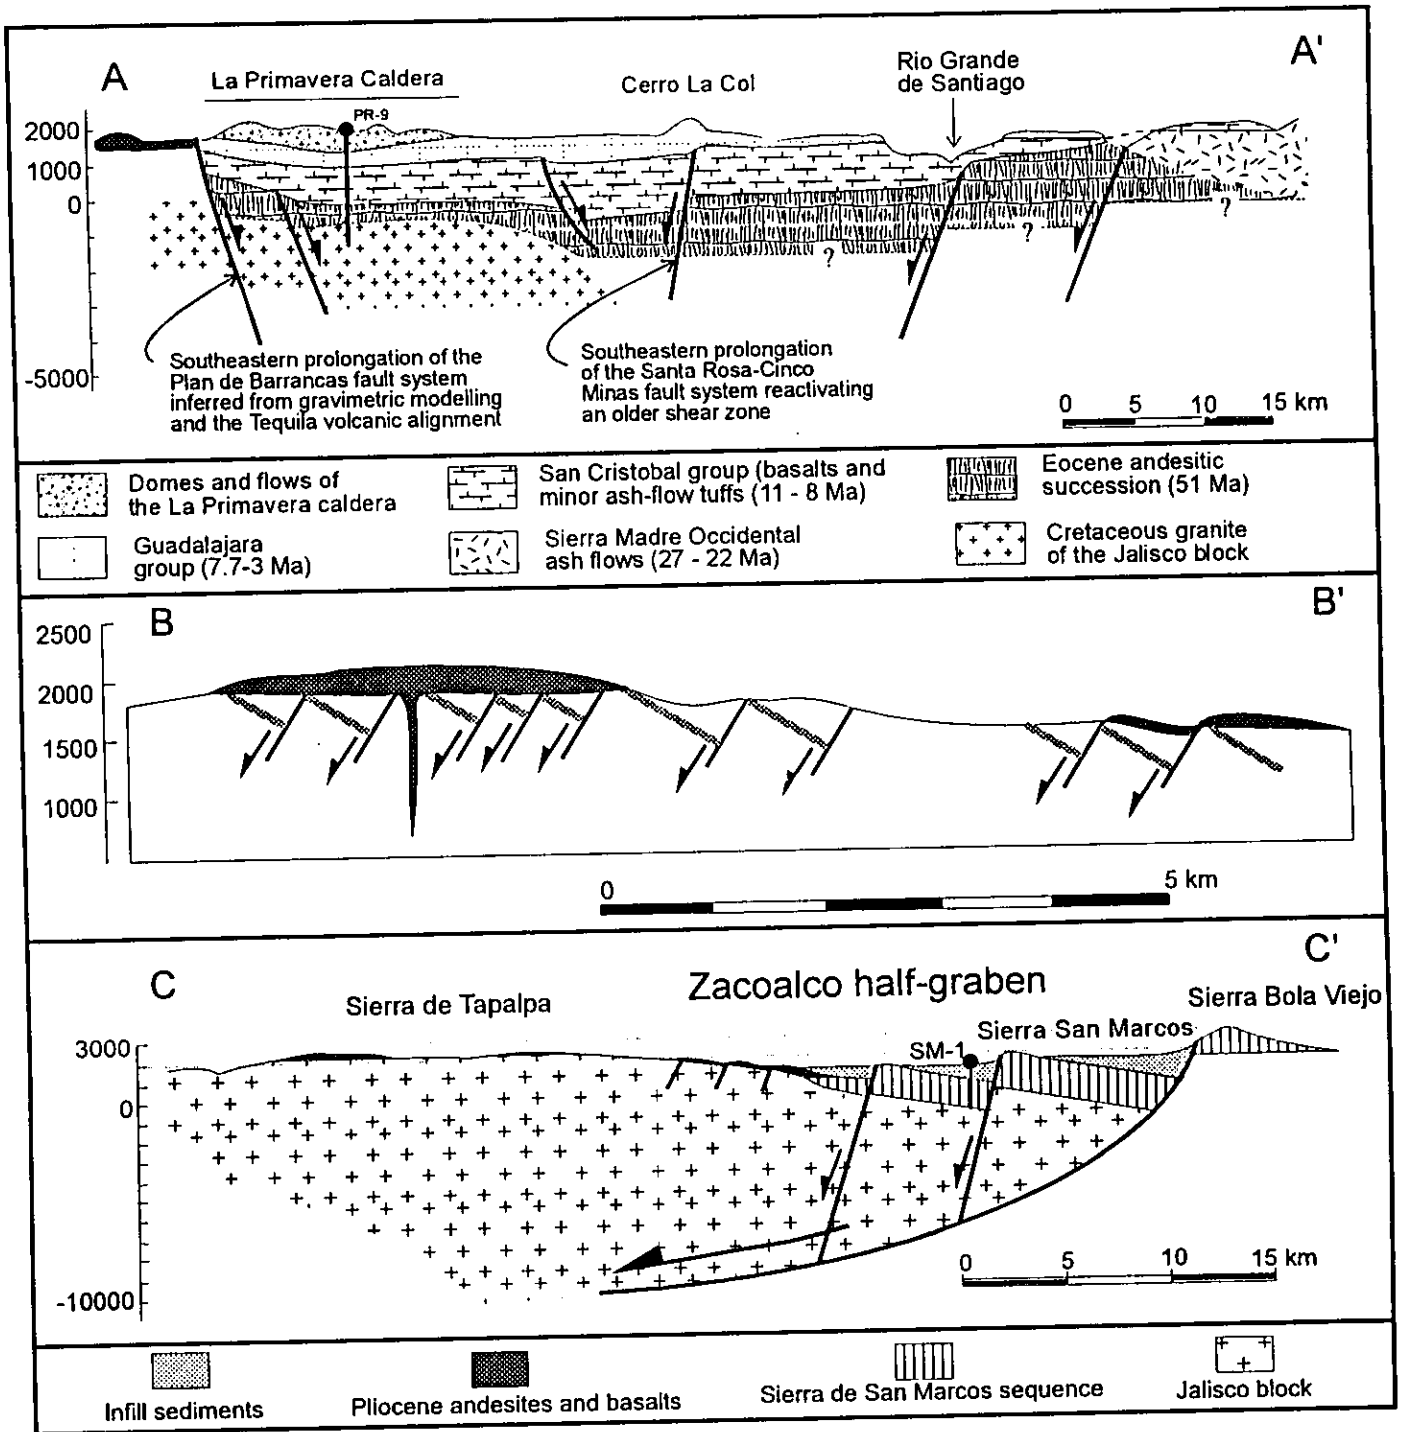 A
La Primavera Caldera
PR-9
Cerro La Col
Rio Grande
de Santiago
A'
2000
1000
0
-5000
?
?
?
Southeastern prolongation of the
Plan de Barrancas fault system
inferred from gravimetric modelling
and the Tequila volcanic alignment
Southeastern prolongation
of the Santa Rosa-Cinco
Minas fault system reactivating
an older shear zone
0 5 10 15 km
Domes and flows of
the La Primavera caldera
San Cristobal group (basalts and
minor ash-flow tuffs (11 - 8 Ma)
Eocene andesitic
succession (51 Ma)
Guadalajara
group (7.7-3 Ma)
Sierra Madre Occidental
ash flows (27 - 22 Ma)
Cretaceous granite
of the Jalisco block
B
B'
2500
2000
1500
1000
0 5 km
C
C'
Sierra de Tapalpa
Zacoalco half-graben
Sierra Bola Viejo
Sierra San Marcos
SM-1
3000
0
-10000
0 5 10 15 km
Infill sediments
Pliocene andesites and basalts
Sierra de San Marcos sequence
Jalisco block